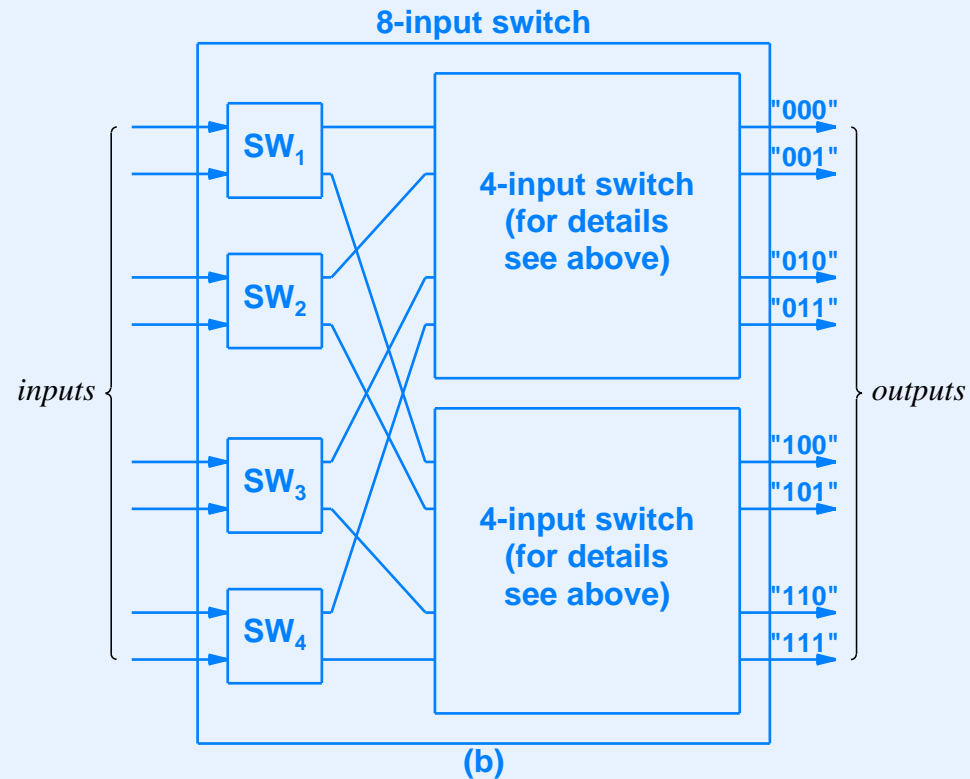 8-input switch
SW1
SW2
SW3
SW4
4-input switch
(for details
see above)
4-input switch
(for details
see above)
"000"
"001"
"010"
"011"
"100"
"101"
"110"
"111"
inputs
outputs
(b)